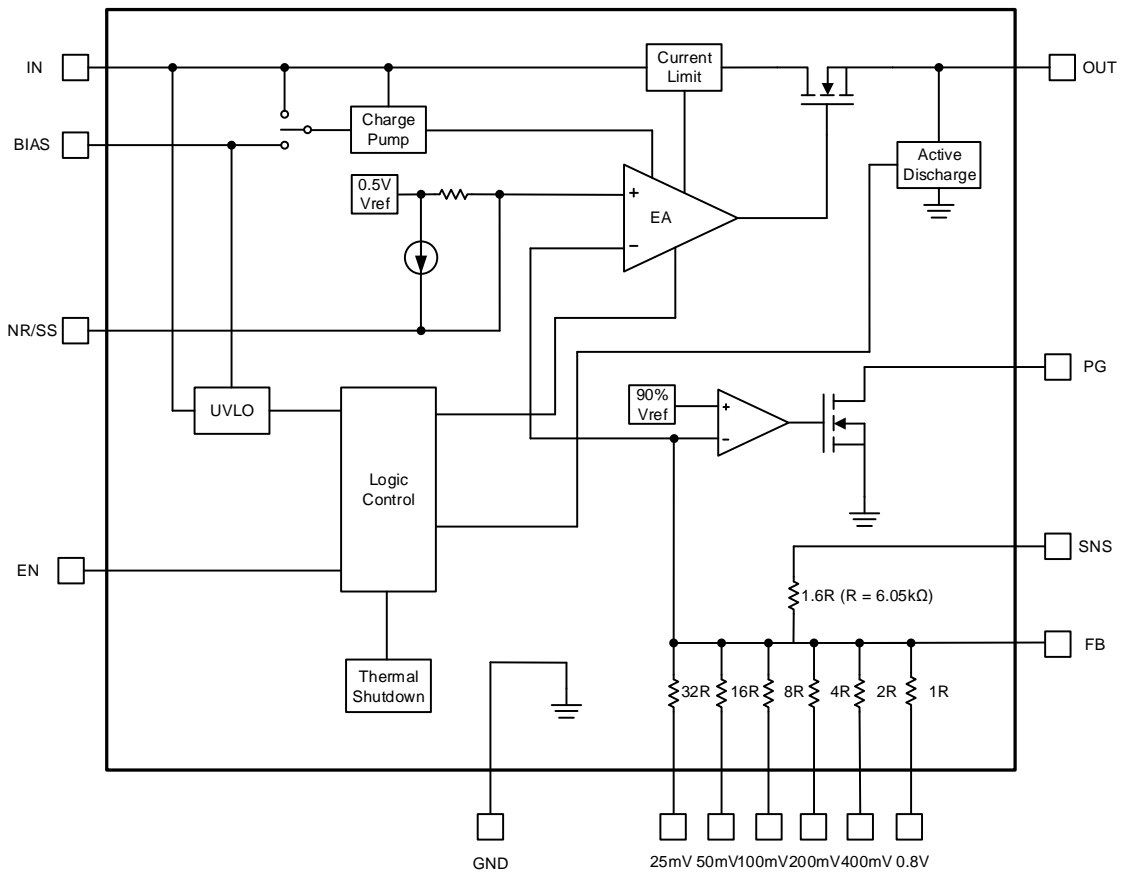 IN
Current
Limit
OUT
BIAS
Charge
Pump
Active
Discharge
0.5V
Vref
+
EA
−
NR/SS
PG
UVLO
90%
Vref
+
−
Logic
Control
SNS
EN
1.6R (R = 6.05kΩ)
FB
Thermal
Shutdown
32R 16R 8R 4R 2R 1R
GND
25mV 50mV 100mV 200mV 400mV 0.8V